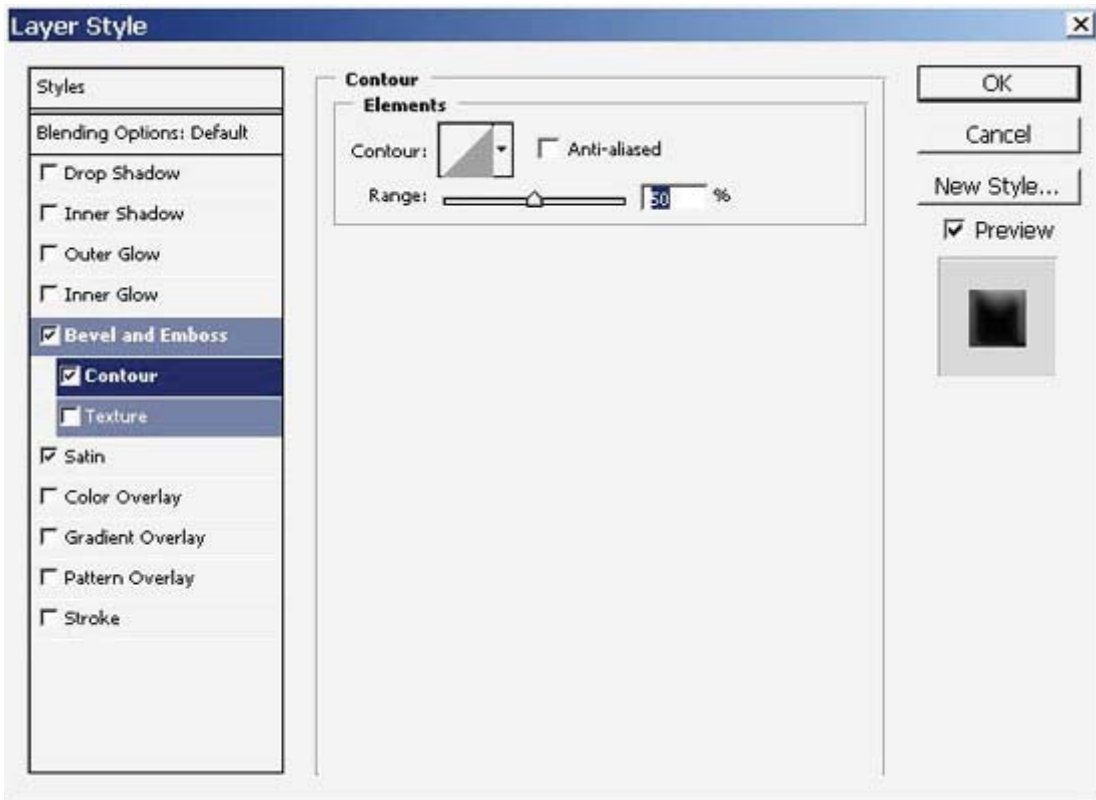 Layer Style
Styles
Blending Options: Default
Drop Shadow
Inner Shadow
Outer Glow
Inner Glow
Bevel and Emboss
Contour
Texture
Satin
Color Overlay
Gradient Overlay
Pattern Overlay
Stroke
Contour
Elements
Contour: Anti-aliased
Range: 50 %
OK
Cancel
New Style...
Preview